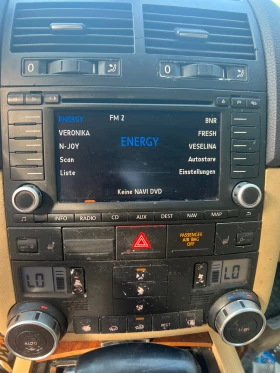 ENERGY FM 2 BNR
VERONIKA FRESH
N-JOY ENERGY VESELINA
Scan Autostore
Liste Einstellungen
Keine NAVI DVD
INFO RADIO CD AUX DEST NAV MAP
PASSENGER
AIR BAG
OFF
LO LO